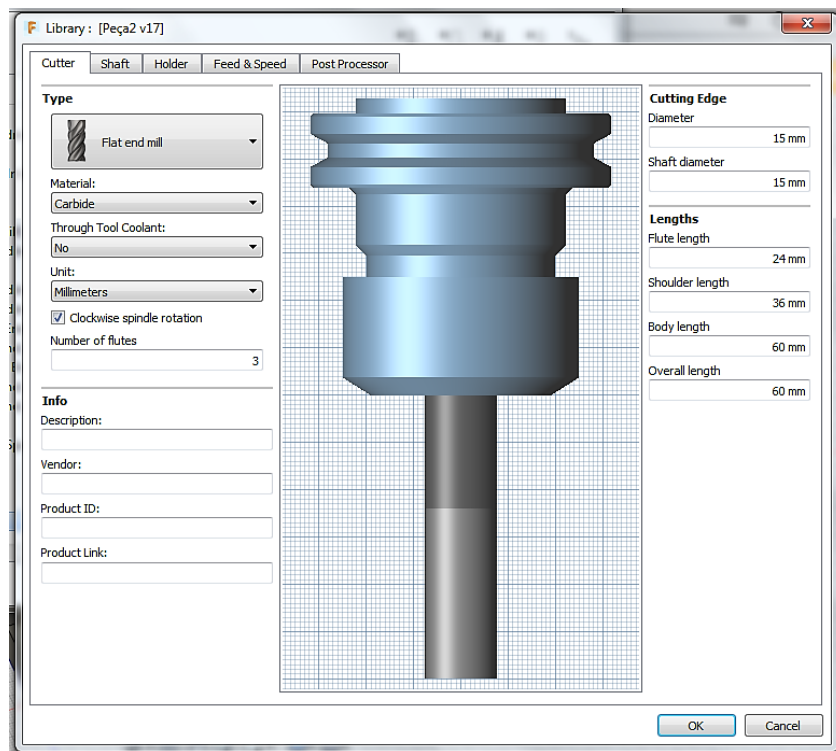 Library : [Peça2 v17]
Cutter Shaft Holder Feed & Speed Post Processor
Type
Flat end mill
Material:
Carbide
Through Tool Coolant:
No
Unit:
Millimeters
Clockwise spindle rotation
Number of flutes
3
Info
Description:
Vendor:
Product ID:
Product Link:
Cutting Edge
Diameter
15 mm
Shaft diameter
15 mm
Lengths
Flute length
24 mm
Shoulder length
36 mm
Body length
60 mm
Overall length
60 mm
OK Cancel